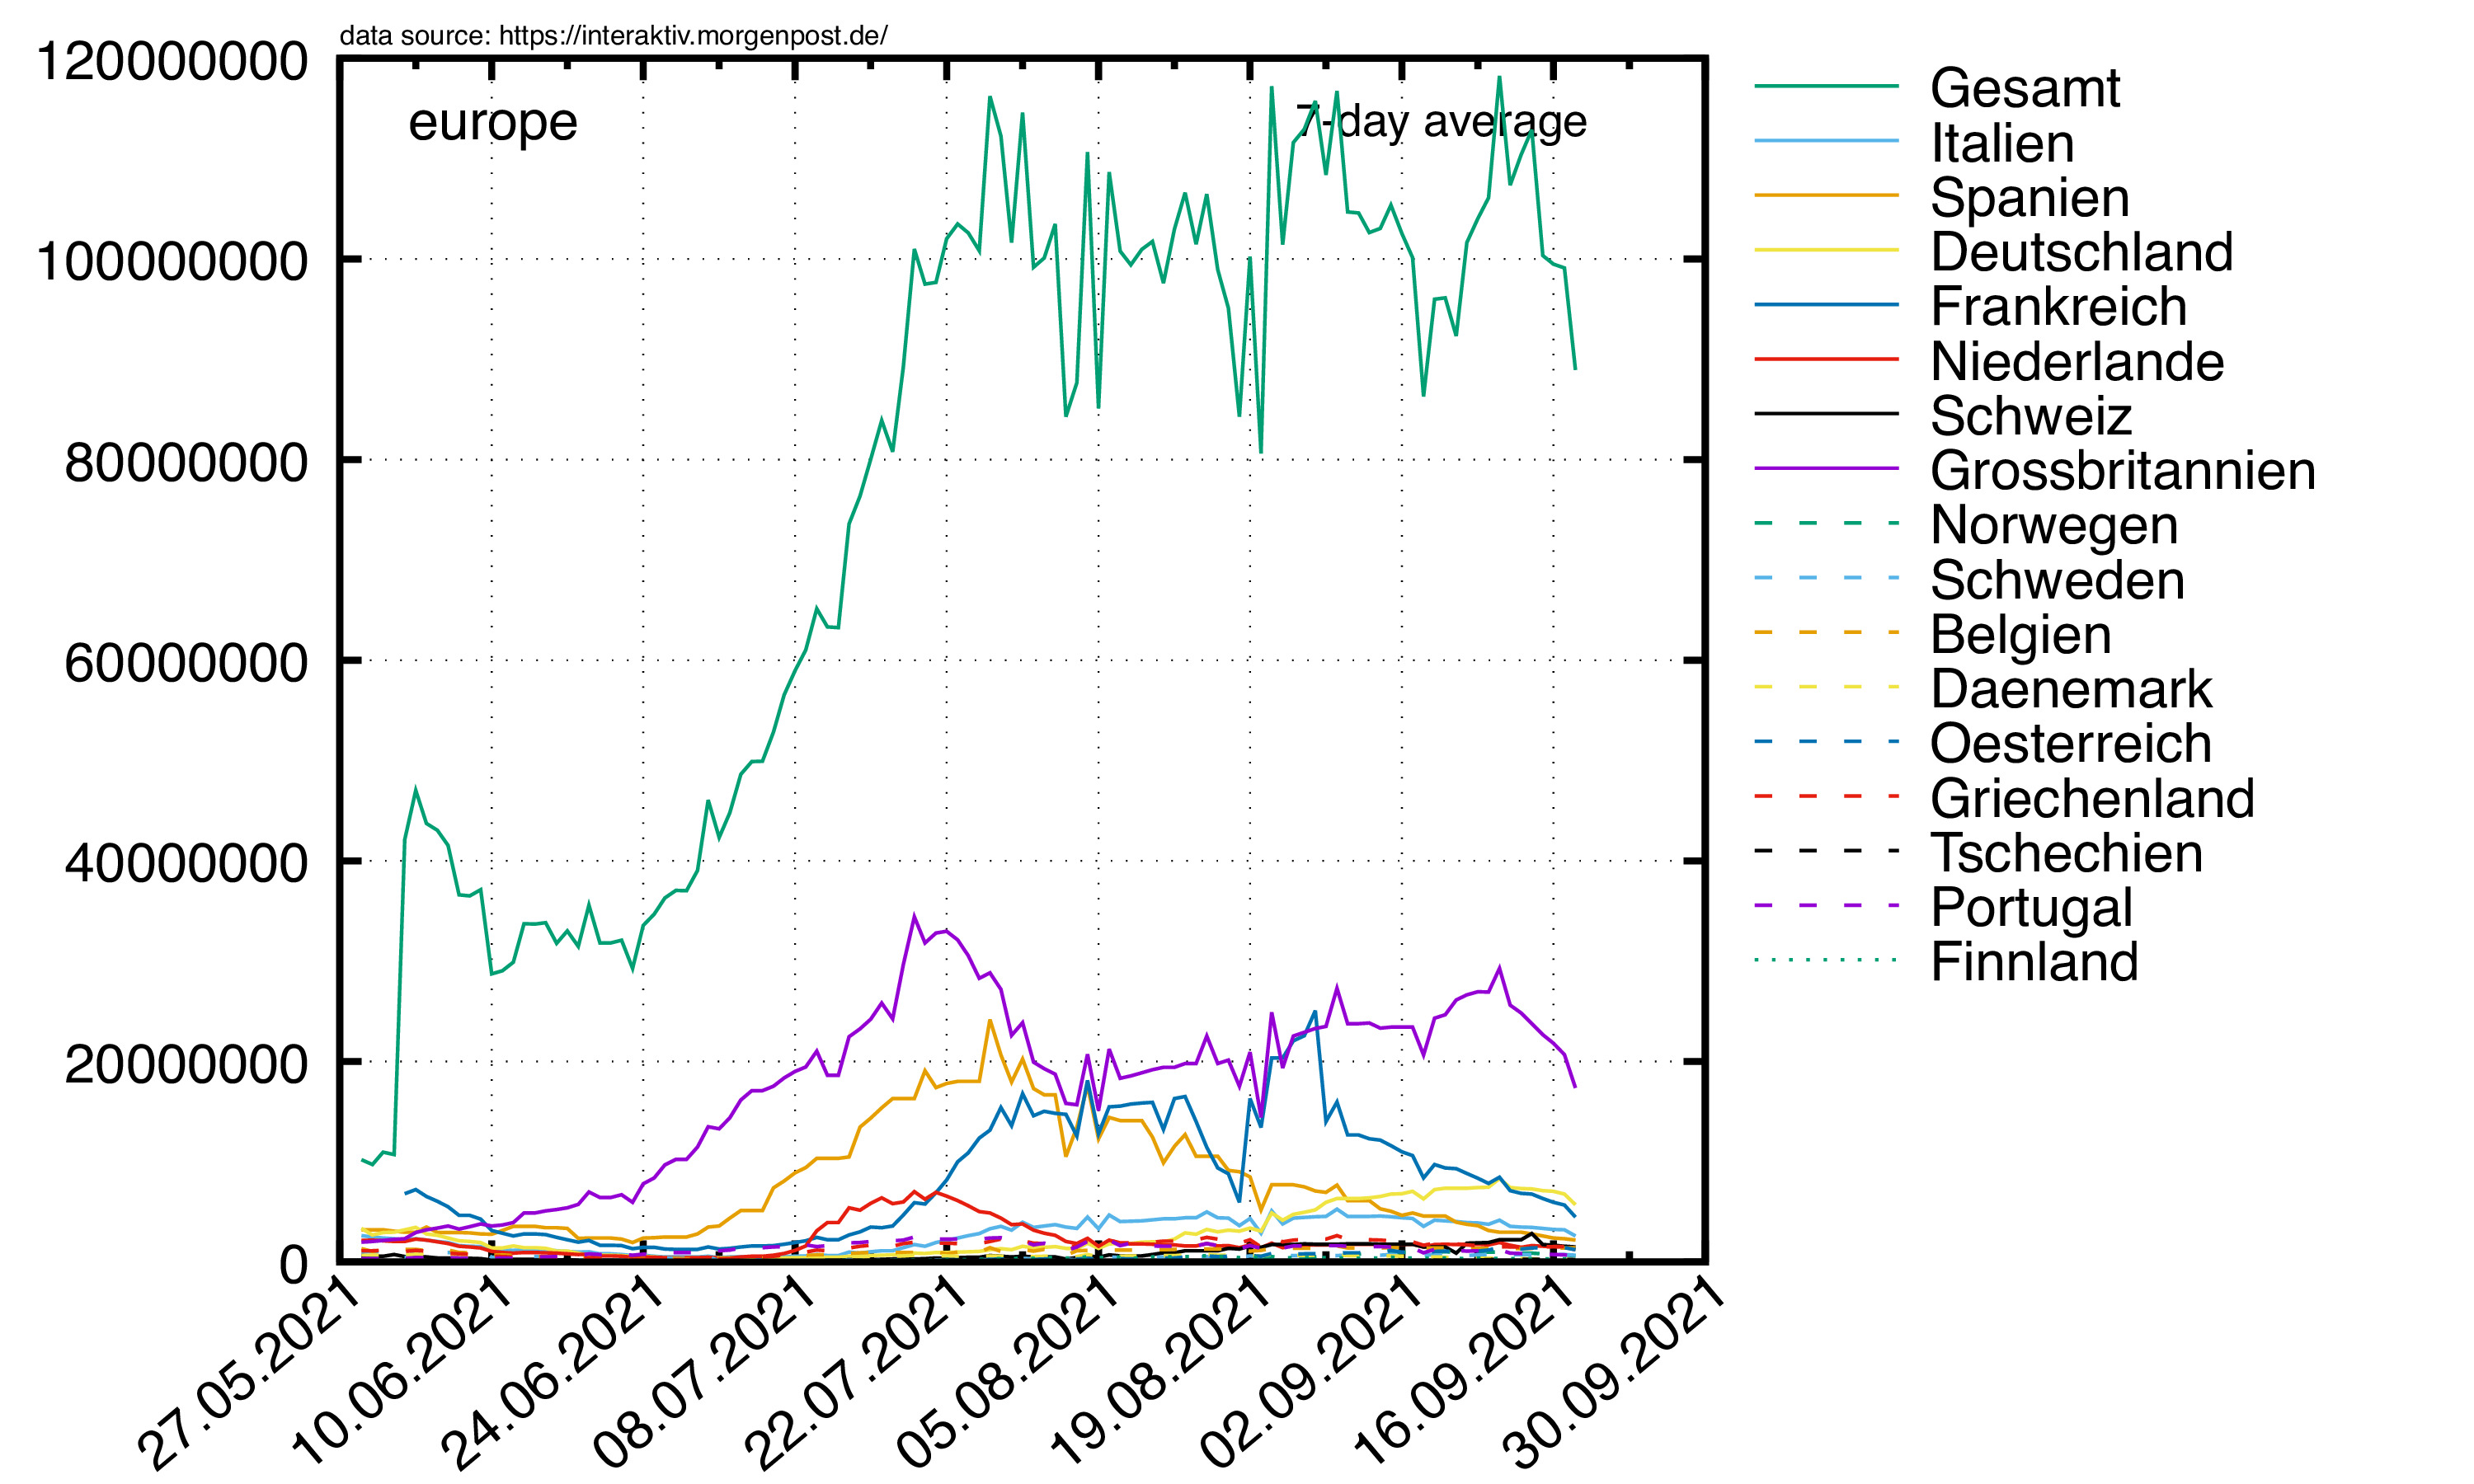 data source: https://interaktiv.morgenpost.de/
europe
7-day average
120000000
100000000
80000000
60000000
40000000
20000000
0
27.05.2021
10.06.2021
24.06.2021
08.07.2021
22.07.2021
05.08.2021
19.08.2021
02.09.2021
16.09.2021
30.09.2021
Gesamt
Italien
Spanien
Deutschland
Frankreich
Niederlande
Schweiz
Grossbritannien
Norwegen
Schweden
Belgien
Daenemark
Oesterreich
Griechenland
Tschechien
Portugal
Finnland